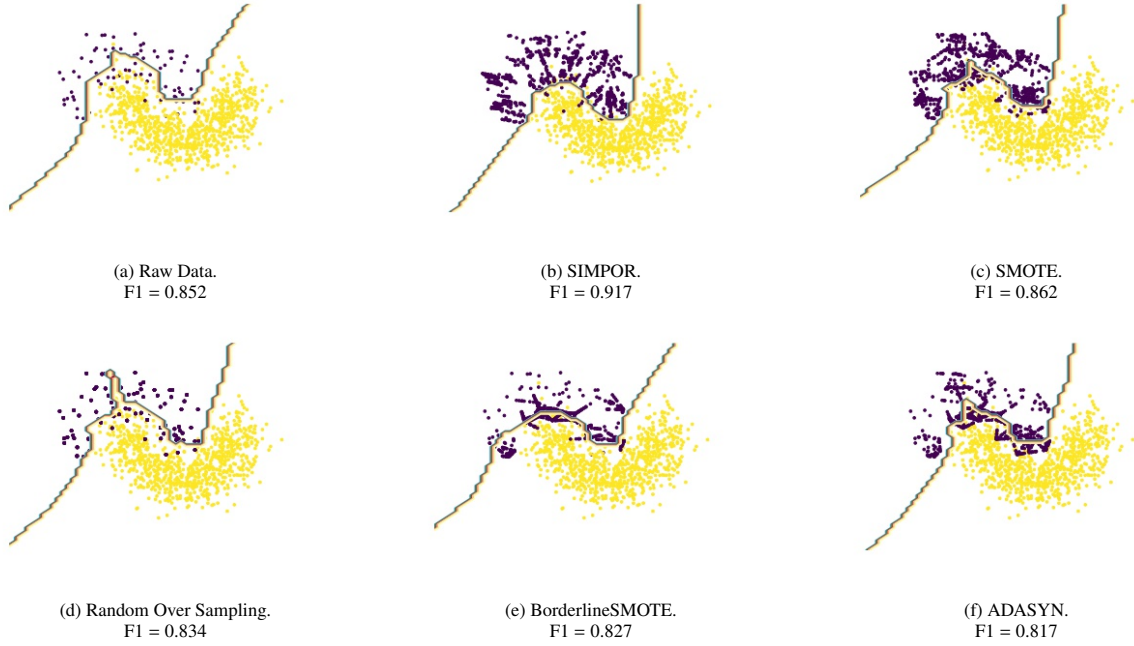 (a) Raw Data.
F1 = 0.852
(b) SIMPOR.
F1 = 0.917
(c) SMOTE.
F1 = 0.862
(d) Random Over Sampling.
F1 = 0.834
(e) BorderlineSMOTE.
F1 = 0.827
(f) ADASYN.
F1 = 0.817